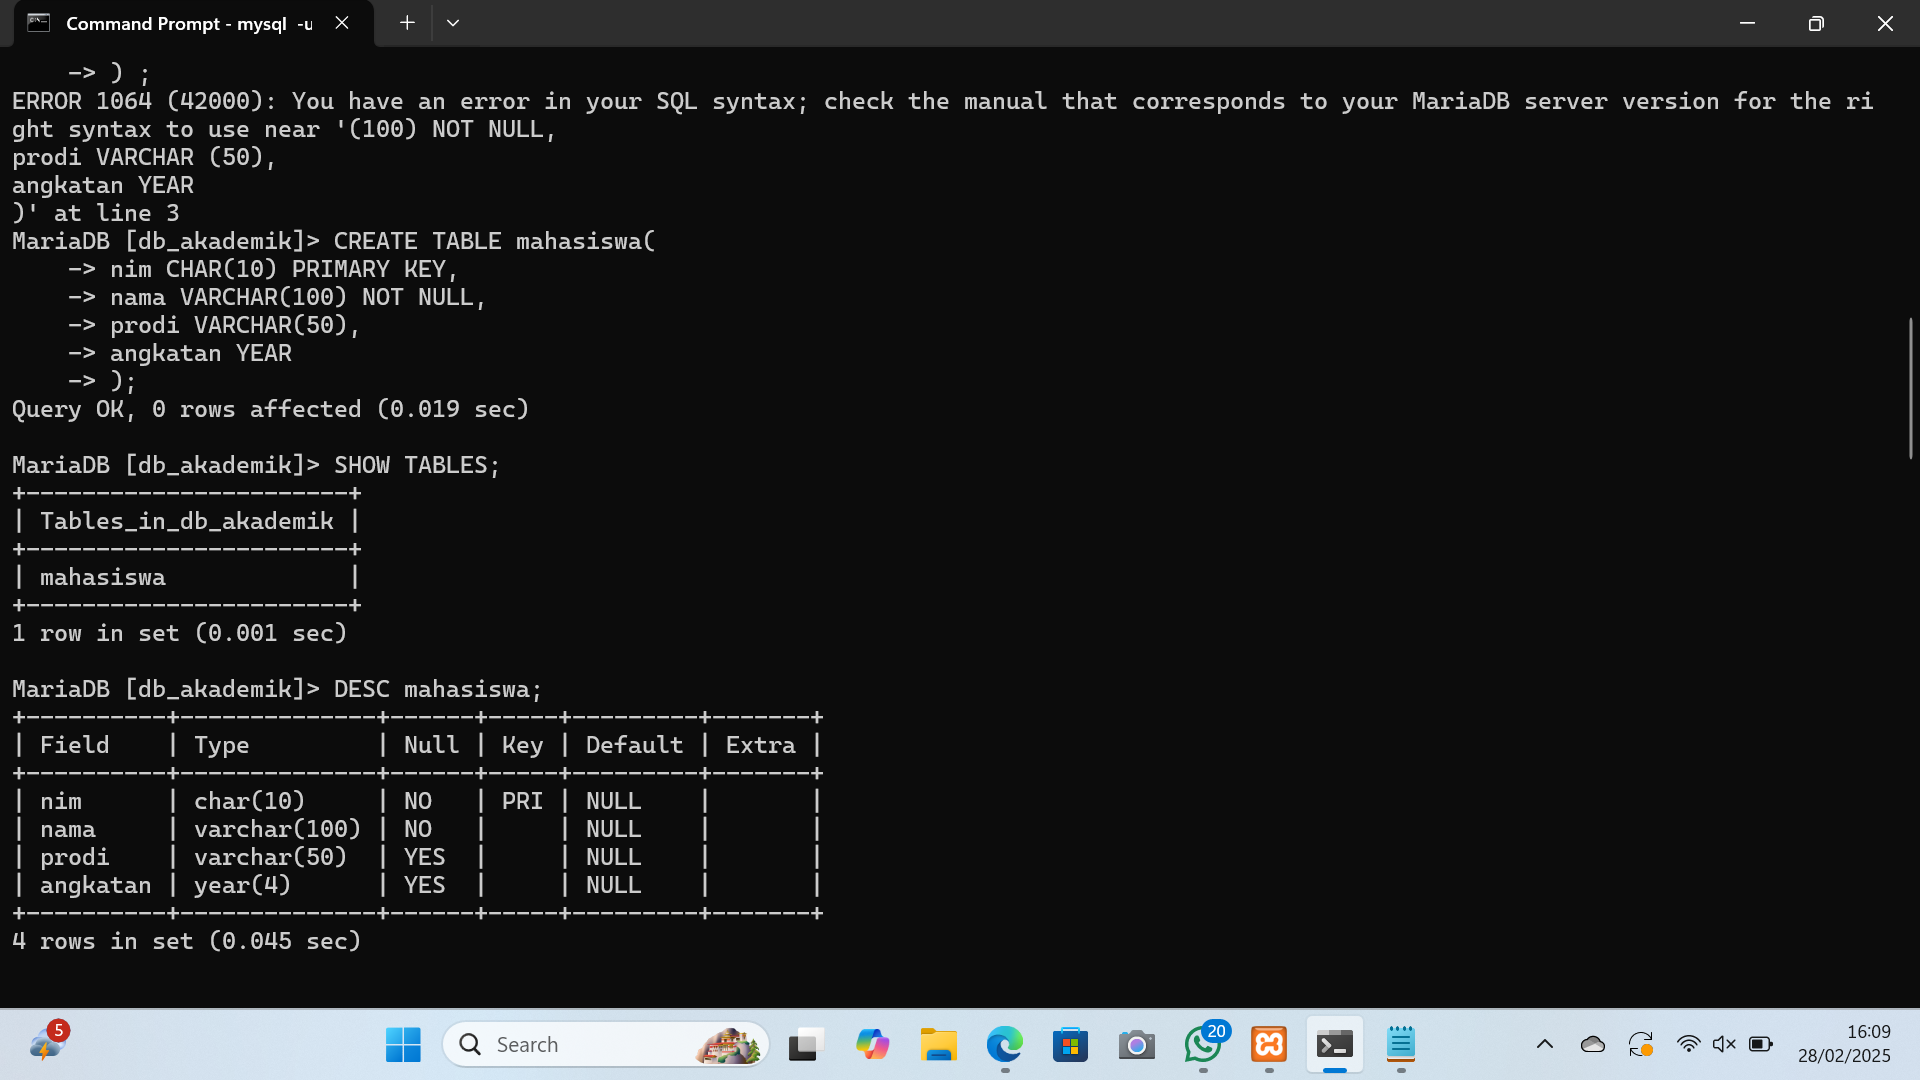 Command Prompt - mysql  -u
    -> ) ;
ERROR 1064 (42000): You have an error in your SQL syntax; check the manual that corresponds to your MariaDB server version for the ri
ght syntax to use near '(100) NOT NULL,
prodi VARCHAR (50),
angkatan YEAR
)' at line 3
MariaDB [db_akademik]> CREATE TABLE mahasiswa(
    -> nim CHAR(10) PRIMARY KEY,
    -> nama VARCHAR(100) NOT NULL,
    -> prodi VARCHAR(50),
    -> angkatan YEAR
    -> );
Query OK, 0 rows affected (0.019 sec)

MariaDB [db_akademik]> SHOW TABLES;
+-----------------------+
| Tables_in_db_akademik |
+-----------------------+
| mahasiswa             |
+-----------------------+
1 row in set (0.001 sec)

MariaDB [db_akademik]> DESC mahasiswa;
+----------+--------------+------+-----+---------+-------+
| Field    | Type         | Null | Key | Default | Extra |
+----------+--------------+------+-----+---------+-------+
| nim      | char(10)     | NO   | PRI | NULL    |       |
| nama     | varchar(100) | NO   |     | NULL    |       |
| prodi    | varchar(50)  | YES  |     | NULL    |       |
| angkatan | year(4)      | YES  |     | NULL    |       |
+----------+--------------+------+-----+---------+-------+
4 rows in set (0.045 sec)
5
Search
20
16:09
28/02/2025